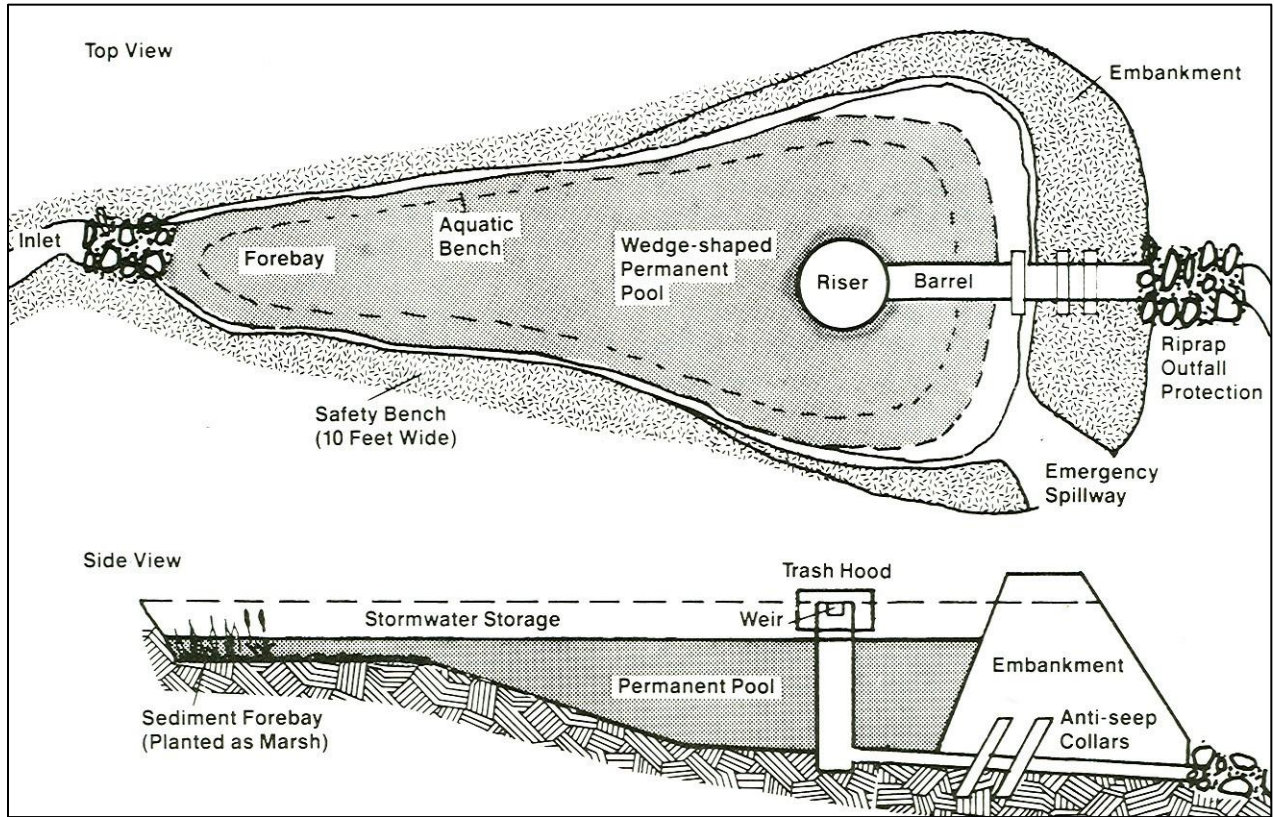 Top View
Embankment
Inlet
Forebay
Aquatic
Bench
Wedge-shaped
Permanent
Pool
Riser
Barrel
Riprap
Outfall
Protection
Safety Bench
(10 Feet Wide)
Emergency
Spillway
Side View
Trash Hood
Stormwater Storage
Weir
Permanent Pool
Embankment
Sediment Forebay
(Planted as Marsh)
Anti-seep
Collars